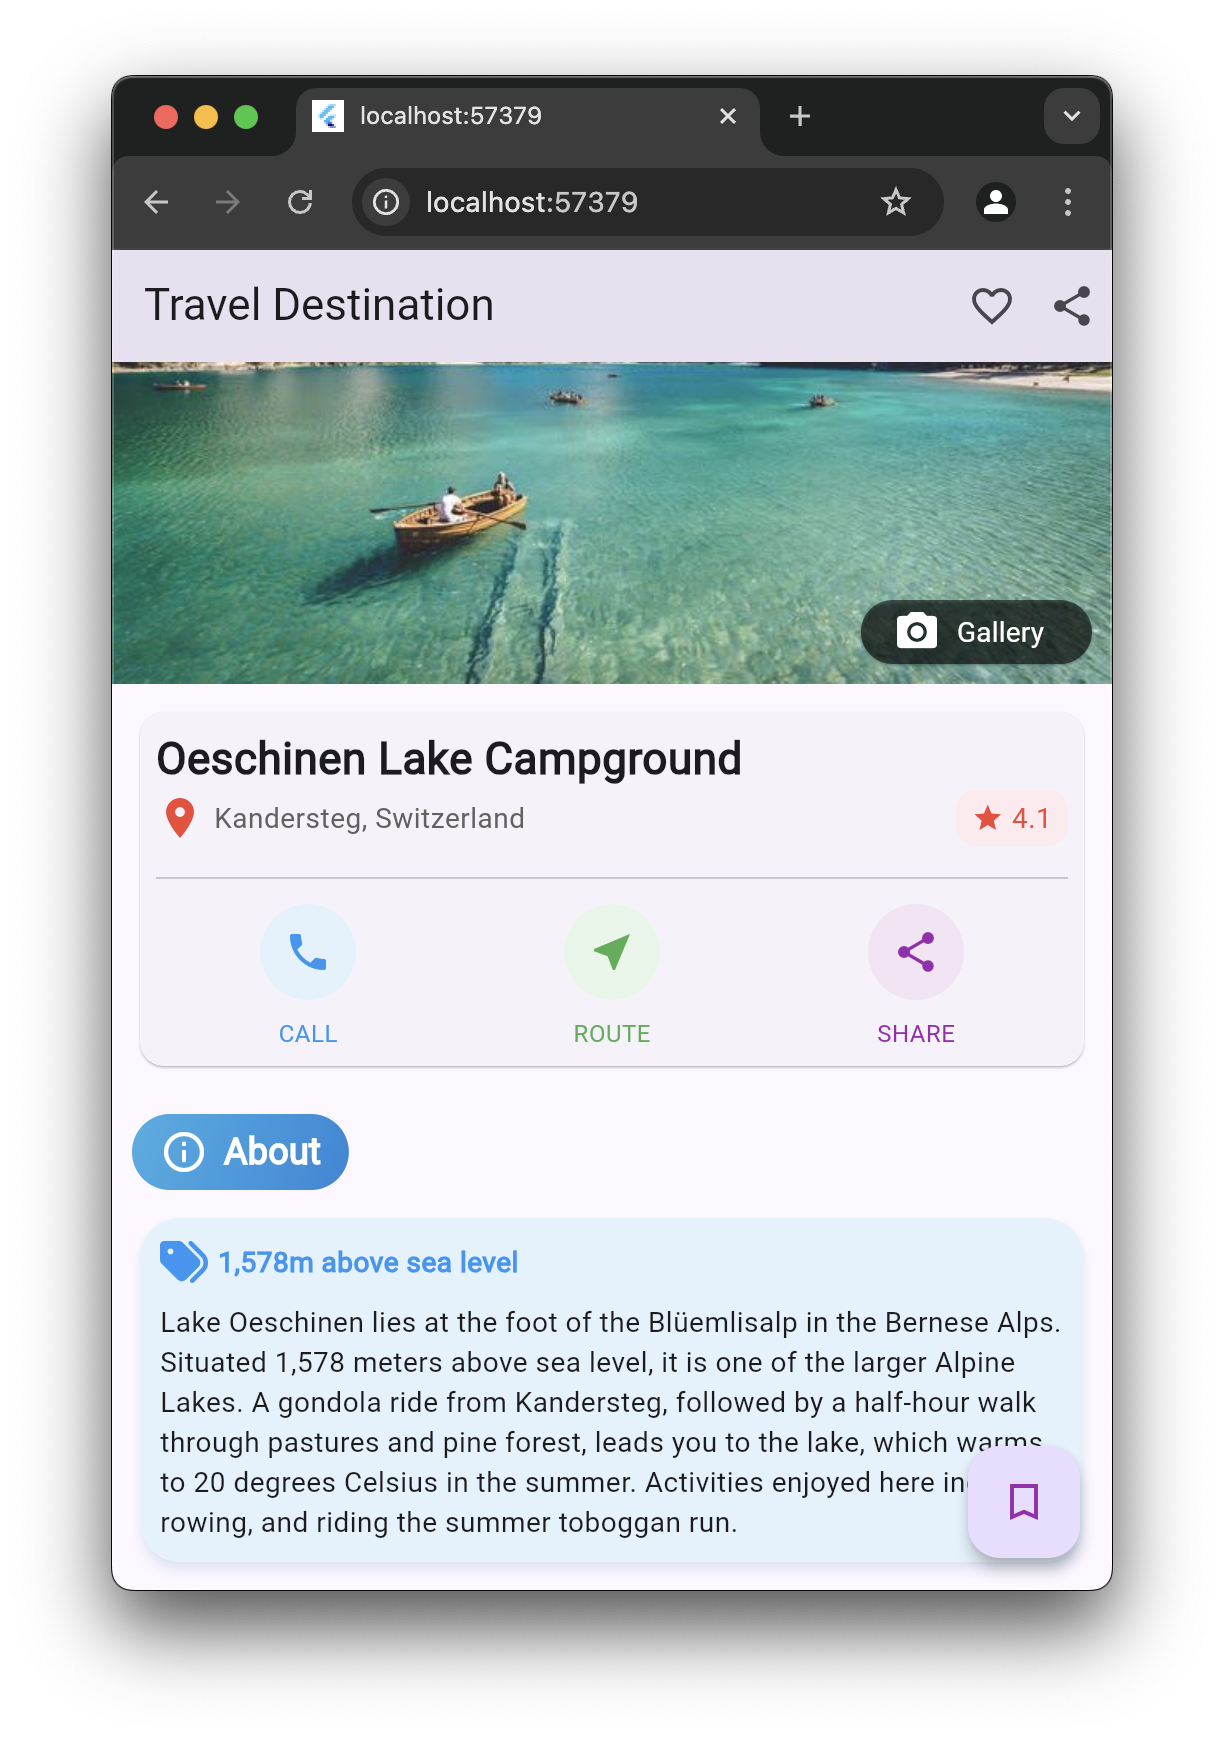 localhost:57379
localhost:57379
Travel Destination
Gallery
Oeschinen Lake Campground
Kandersteg, Switzerland
4.1
CALL
ROUTE
SHARE
About
1,578m above sea level
Lake Oeschinen lies at the foot of the Blüemlisalp in the Bernese Alps.
Situated 1,578 meters above sea level, it is one of the larger Alpine
Lakes. A gondola ride from Kandersteg, followed by a half-hour walk
through pastures and pine forest, leads you to the lake, which warms
to 20 degrees Celsius in the summer. Activities enjoyed here
rowing, and riding the summer toboggan run.